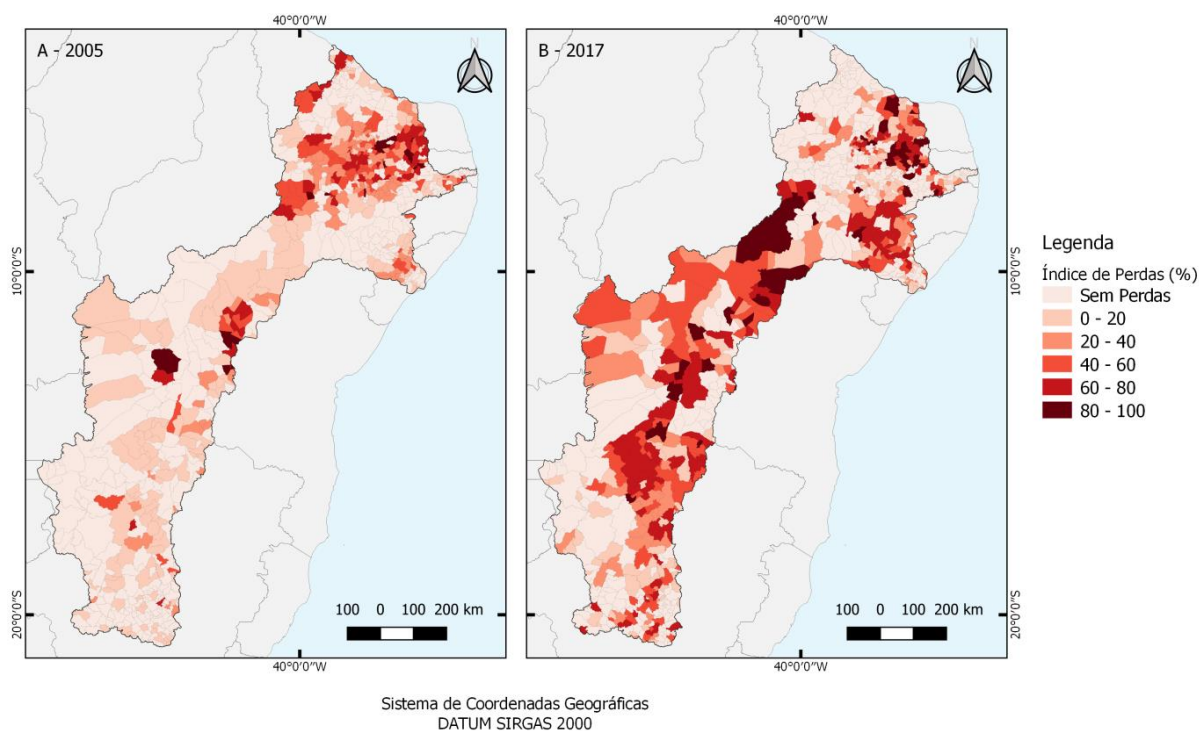 40°0'0"W
40°0'0"W
A - 2005
N
B - 2017
N
10°0'0"S
10°0'0"S
20°0'0"S
20°0'0"S
Legenda
Índice de Perdas (%)
Sem Perdas
0 - 20
20 - 40
40 - 60
60 - 80
80 - 100
100 0 100 200 km
100 0 100 200 km
40°0'0"W
40°0'0"W
Sistema de Coordenadas Geográficas
DATUM SIRGAS 2000